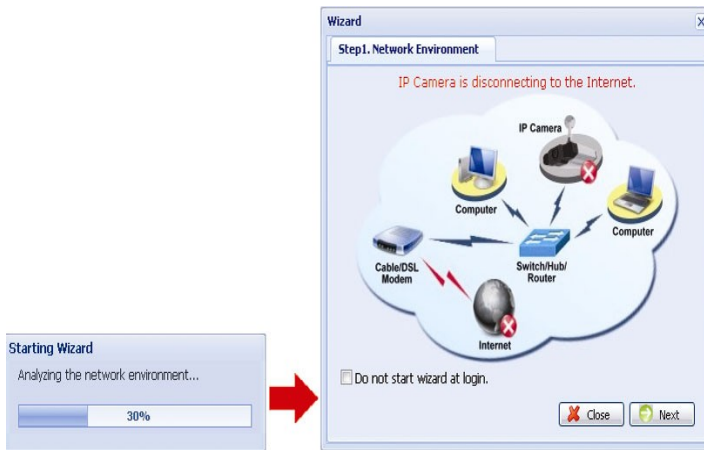 Starting Wizard
Analyzing the network environment...
30%
Wizard
Step1. Network Environment
IP Camera is disconnecting to the Internet.
IP Camera
Computer
Computer
Cable/DSL
Modem
Switch/Hub/
Router
Internet
Do not start wizard at login.
Close
Next